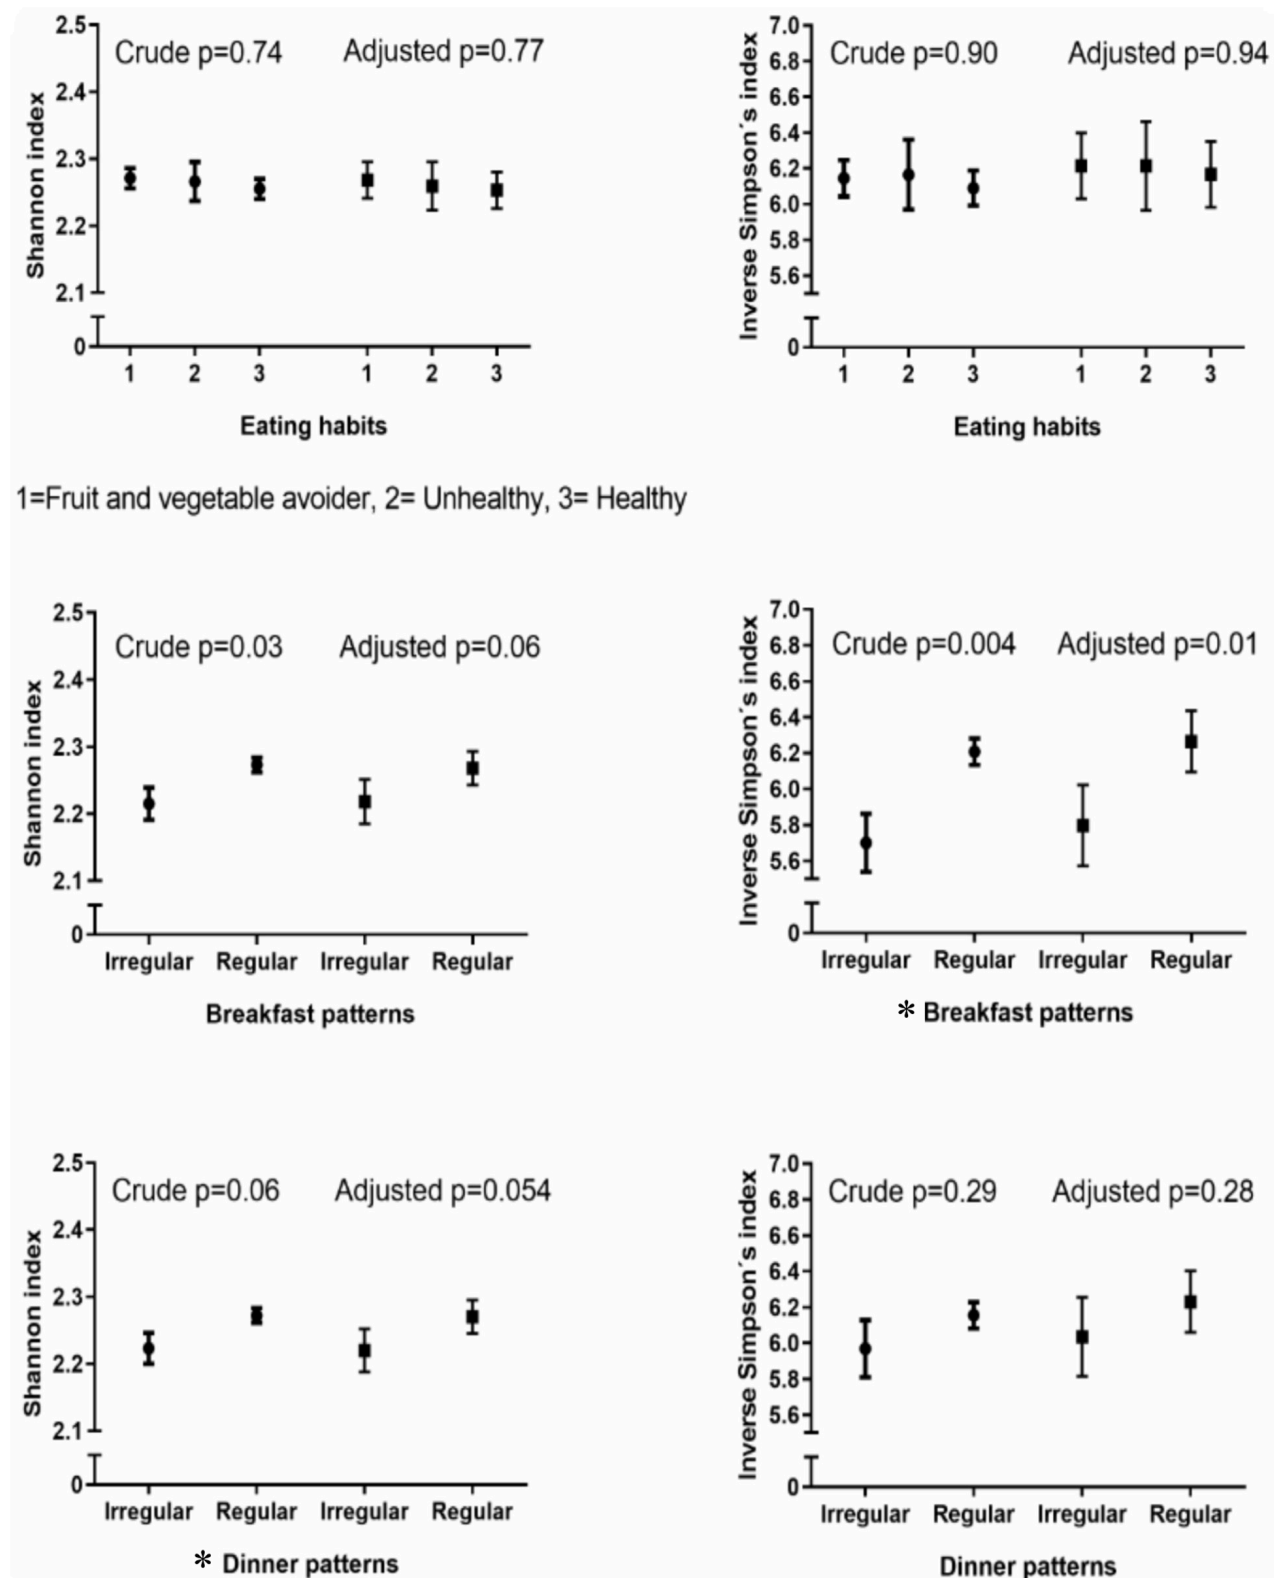 2.5
Crude p=0.74 Adjusted p=0.77
2.4
2.3
2.2
2.1
0
Shannon index
1 2 3 1 2 3
Eating habits
7.0
Crude p=0.90 Adjusted p=0.94
6.8
6.6
6.4
6.2
6.0
5.8
5.6
0
Inverse Simpson´s index
1 2 3 1 2 3
Eating habits
1=Fruit and vegetable avoider, 2= Unhealthy, 3= Healthy
2.5
Crude p=0.03 Adjusted p=0.06
2.4
2.3
2.2
2.1
0
Shannon index
Irregular Regular Irregular Regular
Breakfast patterns
7.0
Crude p=0.004 Adjusted p=0.01
6.8
6.6
6.4
6.2
6.0
5.8
5.6
0
Inverse Simpson´s index
Irregular Regular Irregular Regular
* Breakfast patterns
2.5
Crude p=0.06 Adjusted p=0.054
2.4
2.3
2.2
2.1
0
Shannon index
Irregular Regular Irregular Regular
* Dinner patterns
7.0
Crude p=0.29 Adjusted p=0.28
6.8
6.6
6.4
6.2
6.0
5.8
5.6
0
Inverse Simpson´s index
Irregular Regular Irregular Regular
Dinner patterns